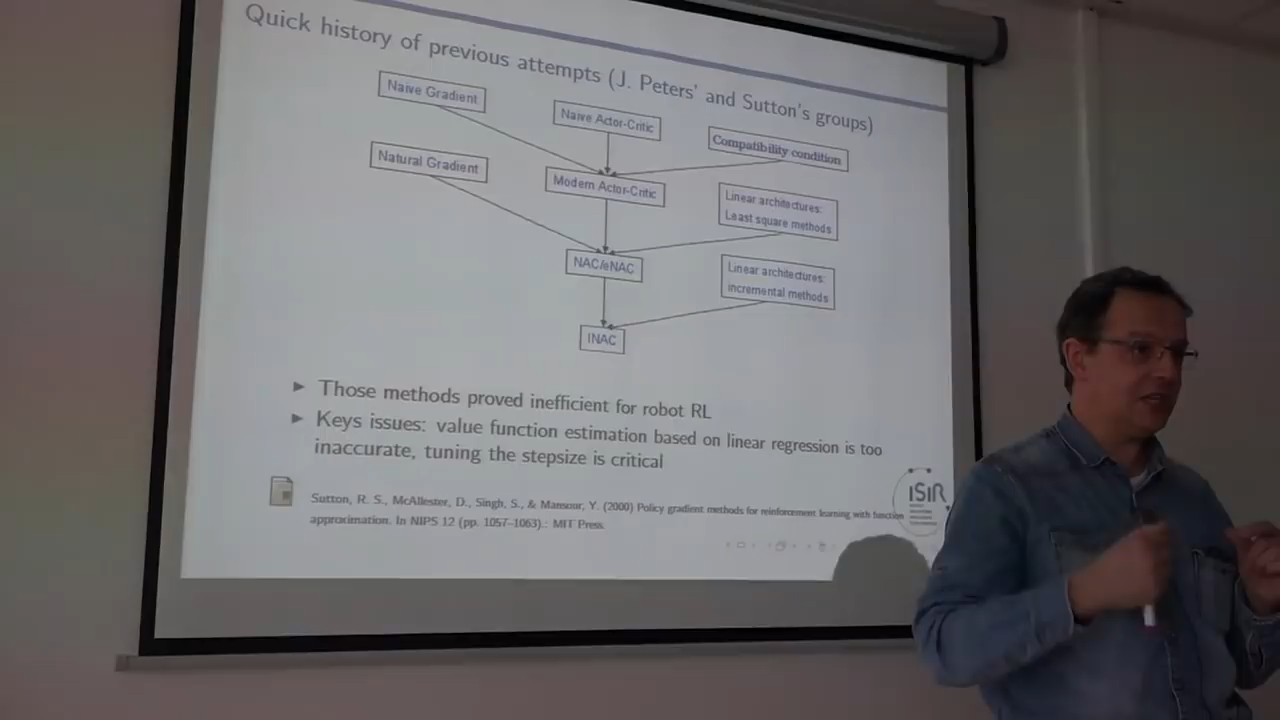 Quick history of previous attempts (J. Peters' and Sutton's groups)
Naive Gradient
Naive Actor-Critic
Compatibility condition
Natural Gradient
Modern Actor-Critic
Linear architectures:
Least square methods
NAC/eNAC
Linear architectures:
incremental methods
INAC
Those methods proved inefficient for robot RL
Keys issues: value function estimation based on linear regression is too
inaccurate, tuning the stepsize is critical
Sutton, R. S., McAllester, D., Singh, S., & Mansour, Y. (2000) Policy gradient methods for reinforcement learning with function
approximation. In NIPS 12 (pp. 1057–1063).: MIT Press.
ISIR